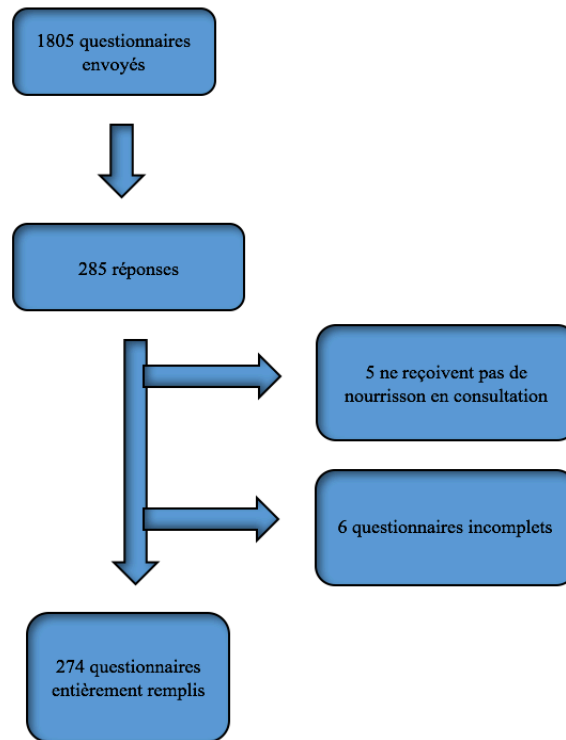 1805 questionnaires
envoyés
285 réponses
5 ne reçoivent pas de
nourrisson en consultation
6 questionnaires incomplets
274 questionnaires
entièrement remplis